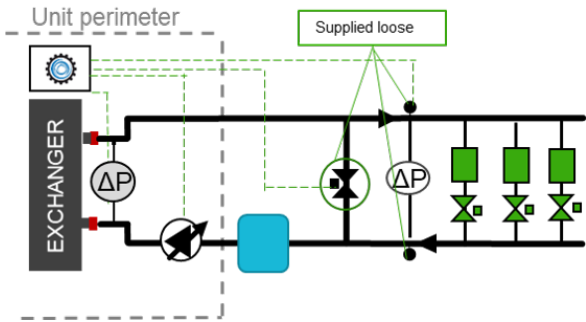 Unit perimeter
Supplied loose
EXCHANGER
ΔP
ΔP